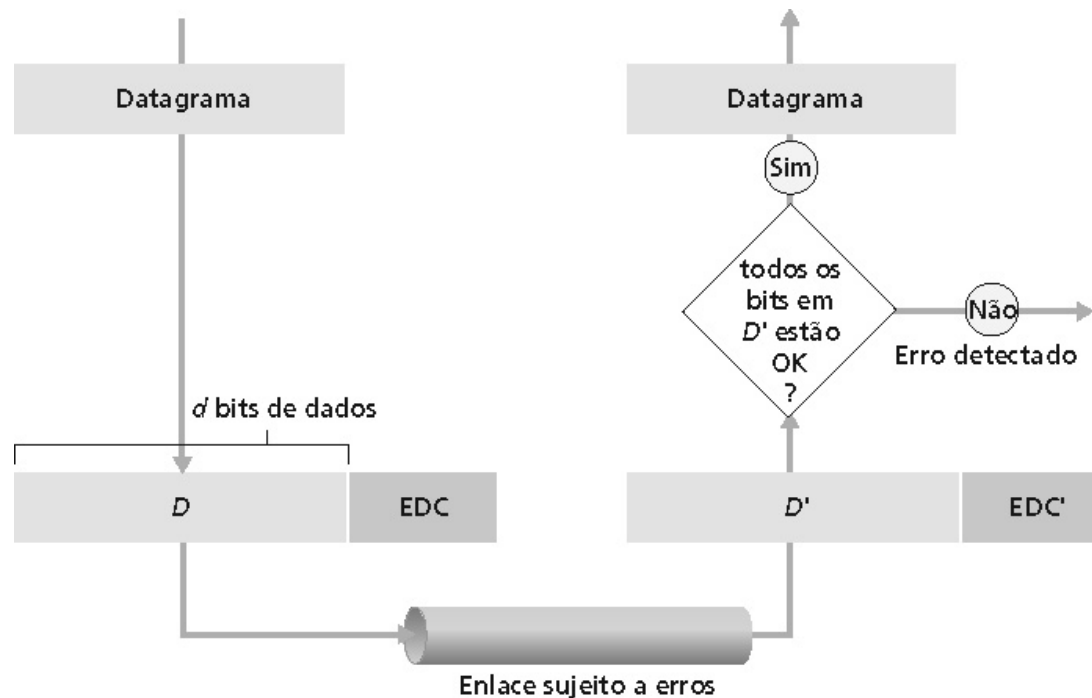 Datagrama
Datagrama
Sim
todos os
bits em
D' estão
OK
?
Não
Erro detectado
d bits de dados
D
EDC
D'
EDC'
Enlace sujeito a erros